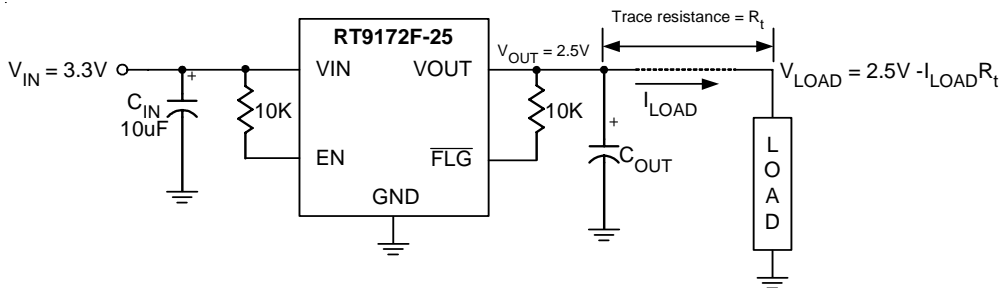 Trace resistance = Rt
RT9172F-25
VOUT = 2.5V
VIN = 3.3V
VIN
VOUT
VLOAD = 2.5V -ILOADRt
+
CIN
10uF
10K
10K
+
ILOAD
EN
FLG
COUT
GND
L
O
A
D